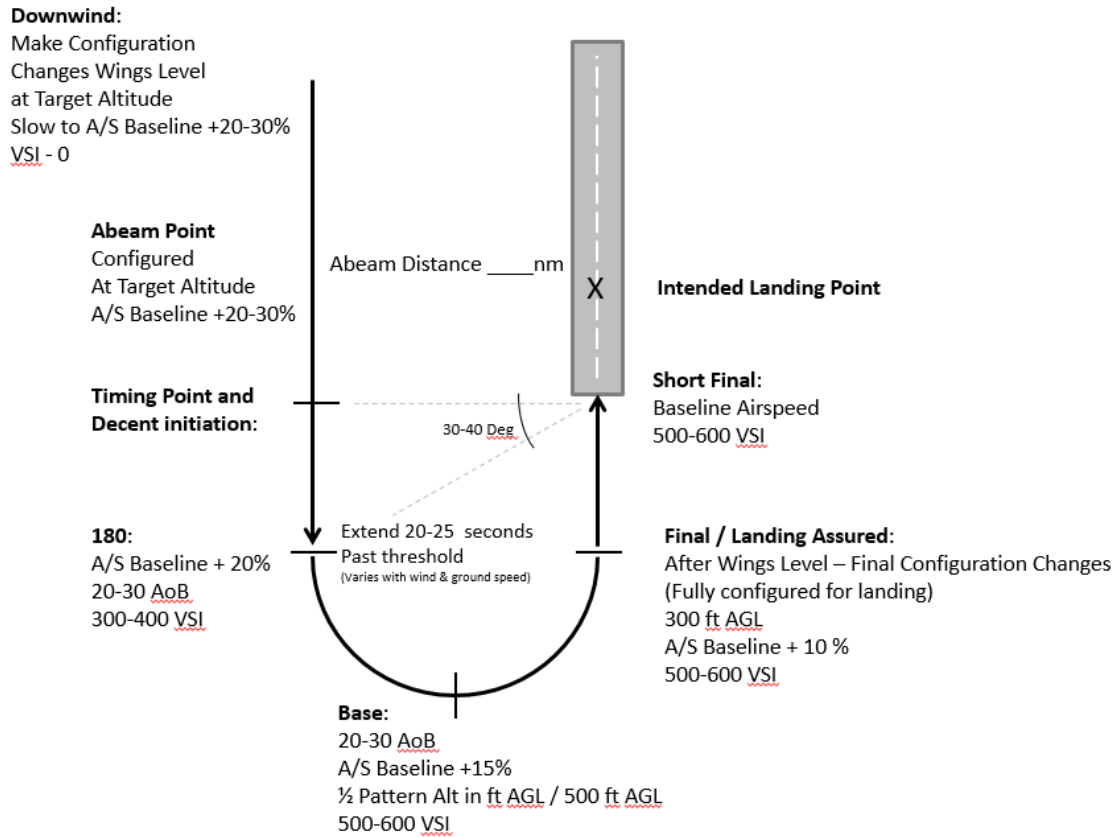 Downwind:
Make Configuration
Changes Wings Level
at Target Altitude
Slow to A/S Baseline +20-30%
VSI - 0
Abeam Point
Configured
At Target Altitude
A/S Baseline +20-30%
Abeam Distance ____nm
X
Intended Landing Point
Timing Point and
Decent initiation:
30-40 Deg
Short Final:
Baseline Airspeed
500-600 VSI
180:
A/S Baseline + 20%
20-30 AoB
300-400 VSI
Extend 20-25 seconds
Past threshold
(Varies with wind & ground speed)
Final / Landing Assured:
After Wings Level – Final Configuration Changes
(Fully configured for landing)
300 ft AGL
A/S Baseline + 10 %
500-600 VSI
Base:
20-30 AoB
A/S Baseline +15%
½ Pattern Alt in ft AGL / 500 ft AGL
500-600 VSI